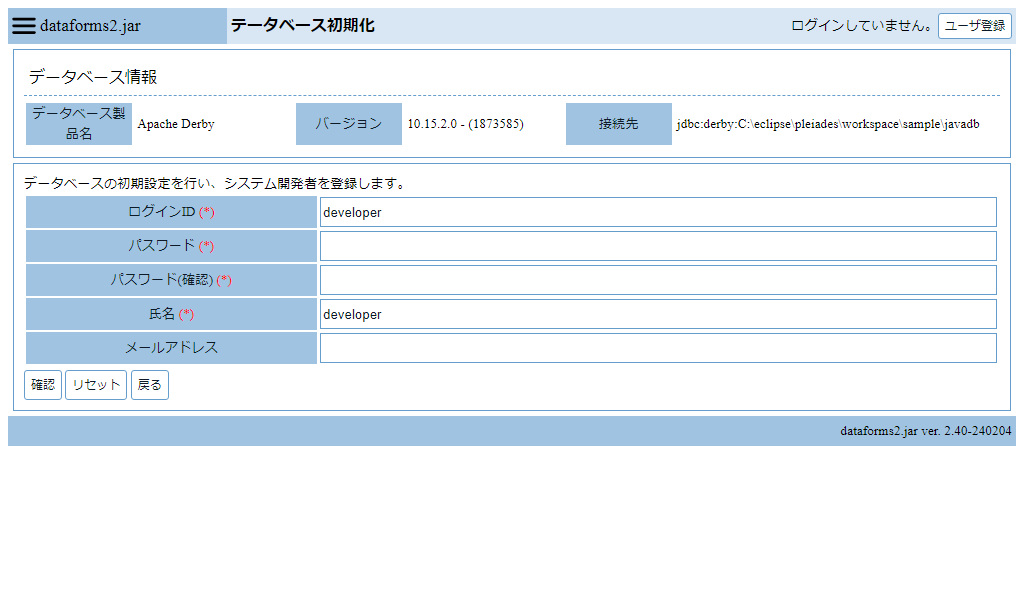 dataforms2.jar データベース初期化 ログインしていません。 ユーザ登録
データベース情報
データベース製品名 Apache Derby バージョン 10.15.2.0 - (1873585) 接続先 jdbc:derby:C:\eclipse\pleiades\workspace\sample\javadb
データベースの初期設定を行い、システム開発者を登録します。
ログインID (*) developer
パスワード (*)
パスワード(確認) (*)
氏名 (*) developer
メールアドレス
確認 リセット 戻る
dataforms2.jar ver. 2.40-240204